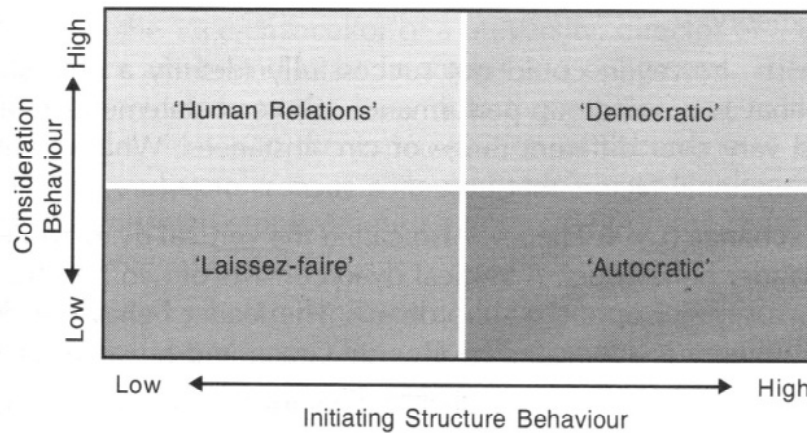 High
Consideration
Behaviour
Low
'Human Relations'
'Democratic'
'Laissez-faire'
'Autocratic'
Low
High
Initiating Structure Behaviour